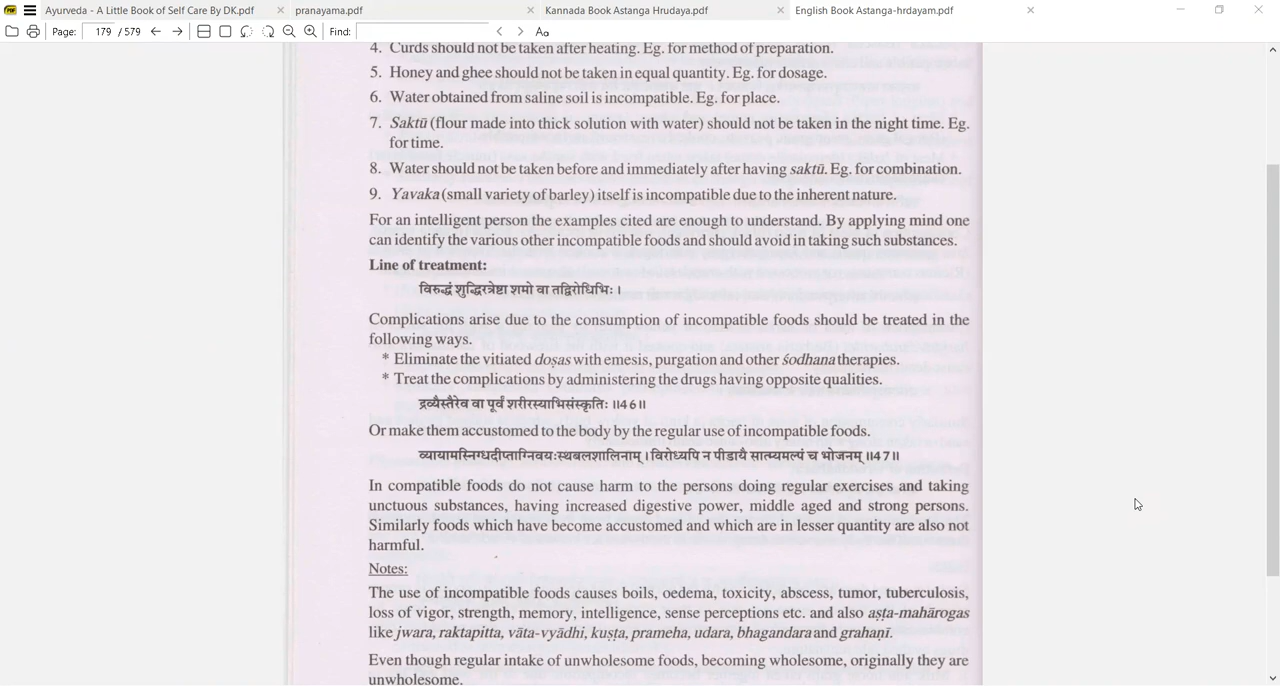 Ayurveda - A Little Book of Self Care By DK.pdf
pranayama.pdf
Kannada Book Astanga Hrudaya.pdf
English Book Astanga-hrdayam.pdf
Page: 179 / 579 Find: Aa
4. Curds should not be taken after heating. Eg. for method of preparation.
5. Honey and ghee should not be taken in equal quantity. Eg. for dosage.
6. Water obtained from saline soil is incompatible. Eg. for place.
7. Saktū (flour made into thick solution with water) should not be taken in the night time. Eg.
for time.
8. Water should not be taken before and immediately after having saktū. Eg. for combination.
9. Yavaka (small variety of barley) itself is incompatible due to the inherent nature.
For an intelligent person the examples cited are enough to understand. By applying mind one
can identify the various other incompatible foods and should avoid in taking such substances.
Line of treatment:
विरुद्धं शुद्धिरत्रेष्टा शमो वा तद्विरोधिभिः ।
Complications arise due to the consumption of incompatible foods should be treated in the
following ways.
* Eliminate the vitiated doṣas with emesis, purgation and other śodhana therapies.
* Treat the complications by administering the drugs having opposite qualities.
द्रव्यैस्तैरेव वा पूर्वं शरीरस्याभिसंस्कृतिः ॥46॥
Or make them accustomed to the body by the regular use of incompatible foods.
व्यायामस्निग्धदीप्ताग्निवयःस्थबलशालिनाम् । विरोध्यपि न पीडायै सात्म्यमल्पं च भोजनम् ॥47॥
In compatible foods do not cause harm to the persons doing regular exercises and taking
unctuous substances, having increased digestive power, middle aged and strong persons.
Similarly foods which have become accustomed and which are in lesser quantity are also not
harmful.
Notes:
The use of incompatible foods causes boils, oedema, toxicity, abscess, tumor, tuberculosis,
loss of vigor, strength, memory, intelligence, sense perceptions etc. and also aṣṭa-mahārogas
like jwara, raktapitta, vāta-vyādhi, kuṣṭa, prameha, udara, bhagandara and grahaṇī.
Even though regular intake of unwholesome foods, becoming wholesome, originally they are
unwholesome.